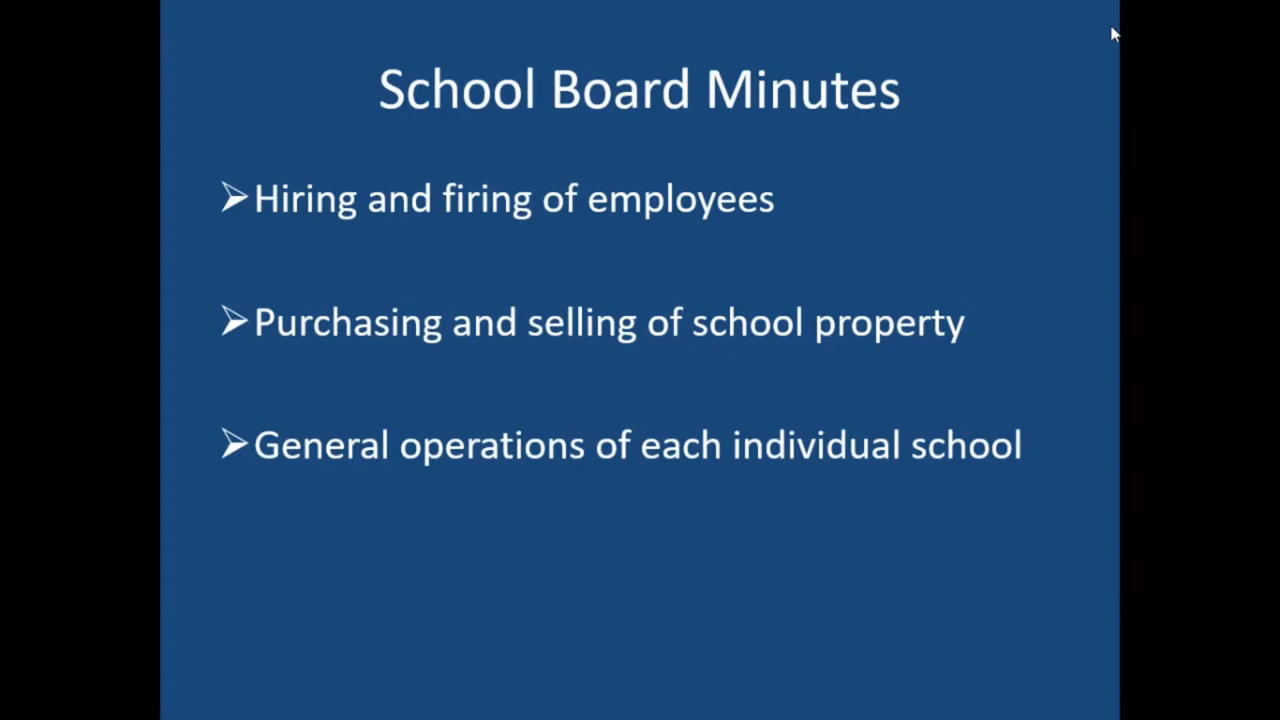 School Board Minutes
➢Hiring and firing of employees
➢Purchasing and selling of school property
➢General operations of each individual school